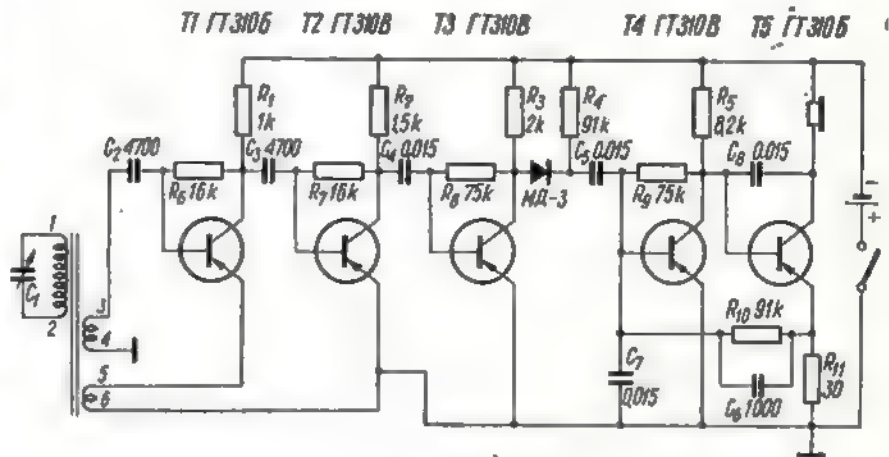 T1 ГТ310Б T2 ГТ310В T3 ГТ310В T4 ГТ310В T5 ГТ310Б
R1 1k
R2 1,5k
R3 2k
R4 91k
R5 8,2k
C2 4700
C3 4700
C4 0,015
C5 0,015
C8 0.015
R6 16k
R7 16k
R8 75k
МД-3
R9 75k
1
C1
2
3
4
5
6
R10 91k
C7 0,015
C6 1000
R11 30
-
+